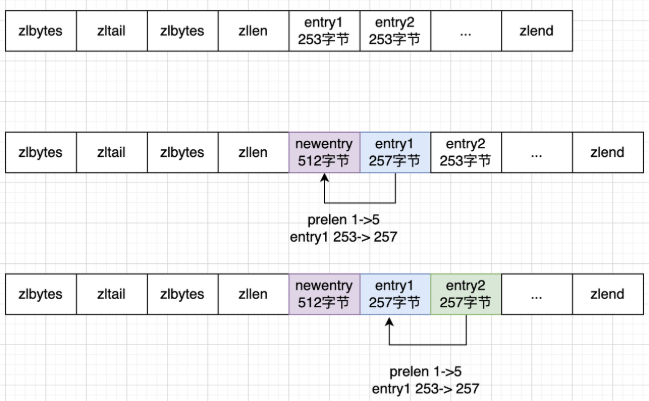 zlbytes zltail zlbytes zllen entry1 entry2 ... zlend
253字节 253字节
zlbytes zltail zlbytes zllen newentry entry1 entry2 ... zlend
512字节 257字节 253字节
prelen 1->5
entry1 253-> 257
zlbytes zltail zlbytes zllen newentry entry1 entry2 ... zlend
512字节 257字节 257字节
prelen 1->5
entry1 253-> 257